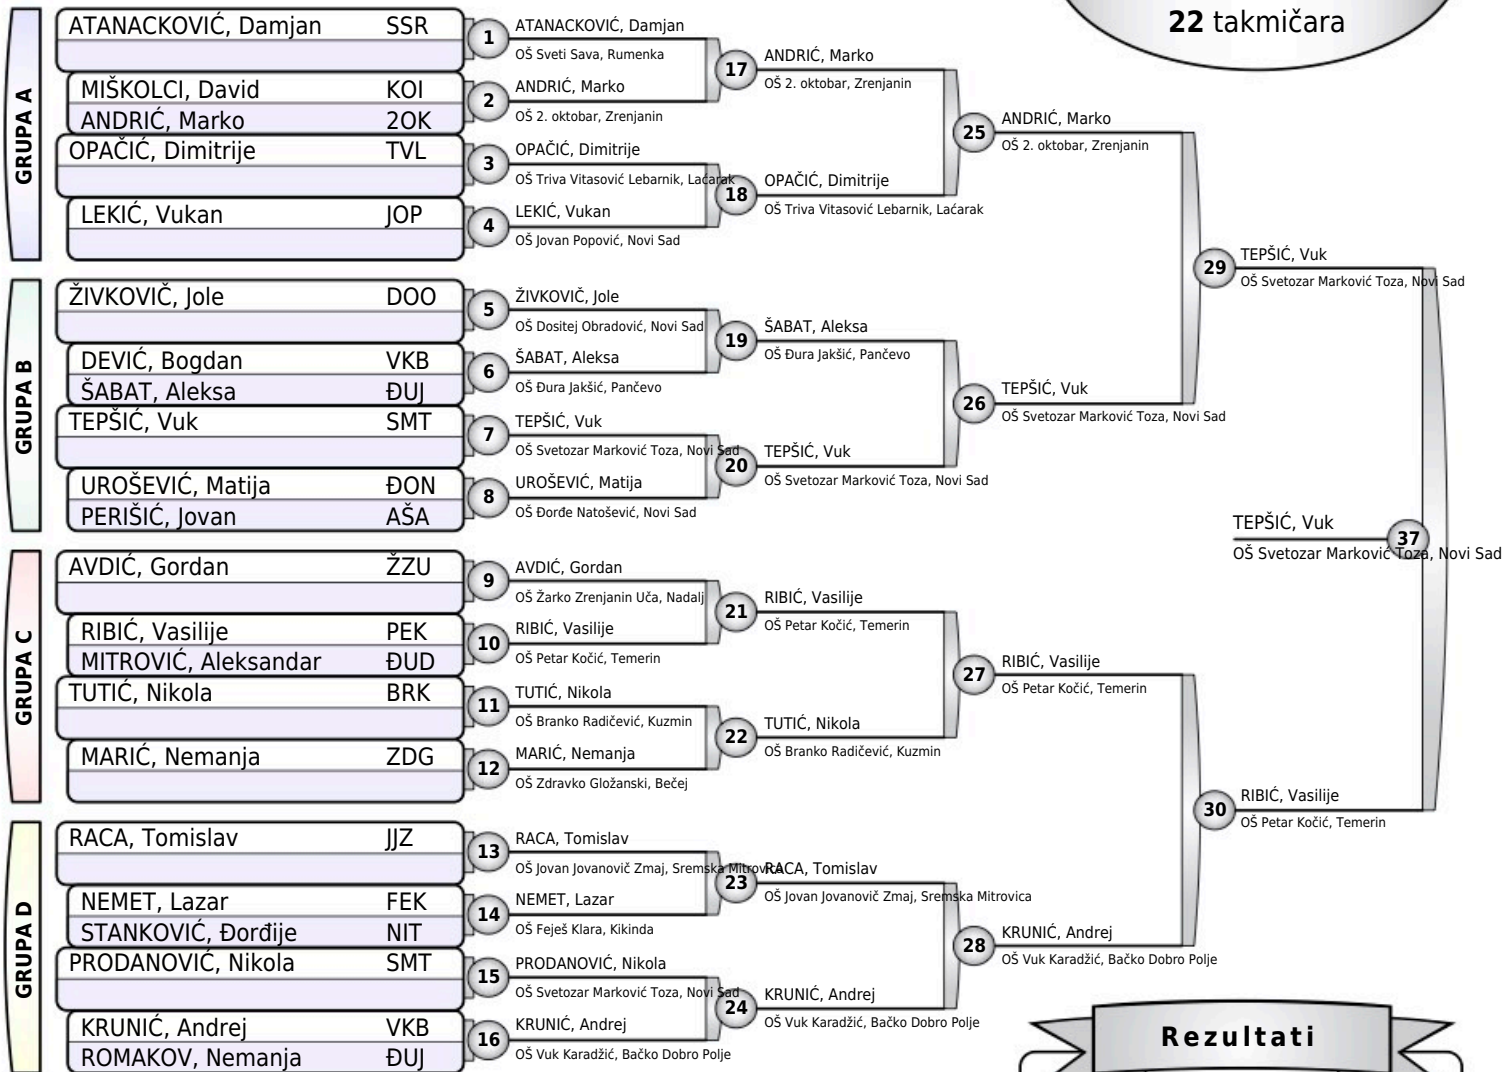 22 takmičara
GRUPA A
ATANACKOVIĆ, Damjan SSR
MIŠKOLCI, David KOI
ANDRIĆ, Marko 2OK
OPAČIĆ, Dimitrije TVL
LEKIĆ, Vukan JOP
GRUPA B
ŽIVKOVIČ, Jole DOO
DEVIĆ, Bogdan VKB
ŠABAT, Aleksa ĐUJ
TEPŠIĆ, Vuk SMT
UROŠEVIĆ, Matija ĐON
PERIŠIĆ, Jovan AŠA
GRUPA C
AVDIĆ, Gordan ŽZU
RIBIĆ, Vasilije PEK
MITROVIĆ, Aleksandar ĐUD
TUTIĆ, Nikola BRK
MARIĆ, Nemanja ZDG
GRUPA D
RACA, Tomislav JJZ
NEMET, Lazar FEK
STANKOVIĆ, Đorđije NIT
PRODANOVIĆ, Nikola SMT
KRUNIĆ, Andrej VKB
ROMAKOV, Nemanja ĐUJ
1 ATANACKOVIĆ, Damjan
OŠ Sveti Sava, Rumenka
2 ANDRIĆ, Marko
OŠ 2. oktobar, Zrenjanin
3 OPAČIĆ, Dimitrije
OŠ Triva Vitasović Lebarnik, Laćarak
4 LEKIĆ, Vukan
OŠ Jovan Popović, Novi Sad
5 ŽIVKOVIČ, Jole
OŠ Dositej Obradović, Novi Sad
6 ŠABAT, Aleksa
OŠ Đura Jakšić, Pančevo
7 TEPŠIĆ, Vuk
OŠ Svetozar Marković Toza, Novi Sad
8 UROŠEVIĆ, Matija
OŠ Đorđe Natošević, Novi Sad
9 AVDIĆ, Gordan
OŠ Žarko Zrenjanin Uča, Nadalj
10 RIBIĆ, Vasilije
OŠ Petar Kočić, Temerin
11 TUTIĆ, Nikola
OŠ Branko Radičević, Kuzmin
12 MARIĆ, Nemanja
OŠ Zdravko Gložanski, Bečej
13 RACA, Tomislav
OŠ Jovan Jovanovič Zmaj, Sremska Mitrovica
14 NEMET, Lazar
OŠ Feješ Klara, Kikinda
15 PRODANOVIĆ, Nikola
OŠ Svetozar Marković Toza, Novi Sad
16 KRUNIĆ, Andrej
OŠ Vuk Karadžić, Bačko Dobro Polje
17 ANDRIĆ, Marko
OŠ 2. oktobar, Zrenjanin
18 OPAČIĆ, Dimitrije
OŠ Triva Vitasović Lebarnik, Laćarak
19 ŠABAT, Aleksa
OŠ Đura Jakšić, Pančevo
20 TEPŠIĆ, Vuk
OŠ Svetozar Marković Toza, Novi Sad
21 RIBIĆ, Vasilije
OŠ Petar Kočić, Temerin
22 TUTIĆ, Nikola
OŠ Branko Radičević, Kuzmin
23 RACA, Tomislav
OŠ Jovan Jovanovič Zmaj, Sremska Mitrovica
24 KRUNIĆ, Andrej
OŠ Vuk Karadžić, Bačko Dobro Polje
25 ANDRIĆ, Marko
OŠ 2. oktobar, Zrenjanin
26 TEPŠIĆ, Vuk
OŠ Svetozar Marković Toza, Novi Sad
27 RIBIĆ, Vasilije
OŠ Petar Kočić, Temerin
28 KRUNIĆ, Andrej
OŠ Vuk Karadžić, Bačko Dobro Polje
29 TEPŠIĆ, Vuk
OŠ Svetozar Marković Toza, Novi Sad
30 RIBIĆ, Vasilije
OŠ Petar Kočić, Temerin
TEPŠIĆ, Vuk 37
OŠ Svetozar Marković Toza, Novi Sad
Rezultati